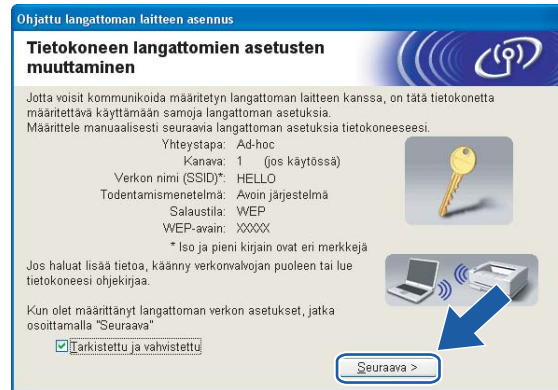 Ohjattu langattoman laitteen asennus
Tietokoneen langattomien asetusten
muuttaminen
Jotta voisit kommunikoida määritetyn langattoman laitteen kanssa, on tätä tietokonetta
määritettävä käyttämään samoja langattoman asetuksia.
Määrittele manuaalisesti seuraavia langattoman asetuksia tietokoneeseesi.
Yhteystapa: Ad-hoc
Kanava: 1 (jos käytössä)
Verkon nimi (SSID)*: HELLO
Todentamismenetelmä: Avoin järjestelmä
Salaustila: WEP
WEP-avain: XXXXX
* Iso ja pieni kirjain ovat eri merkkejä
Jos haluat lisää tietoa, käänny verkonvalvojan puoleen tai lue
tietokoneesi ohjekirjaa.
Kun olet määrittänyt langattoman verkon asetukset, jatka
osoittamalla "Seuraava"
Tarkistettu ja vahvistettu
Seuraava >